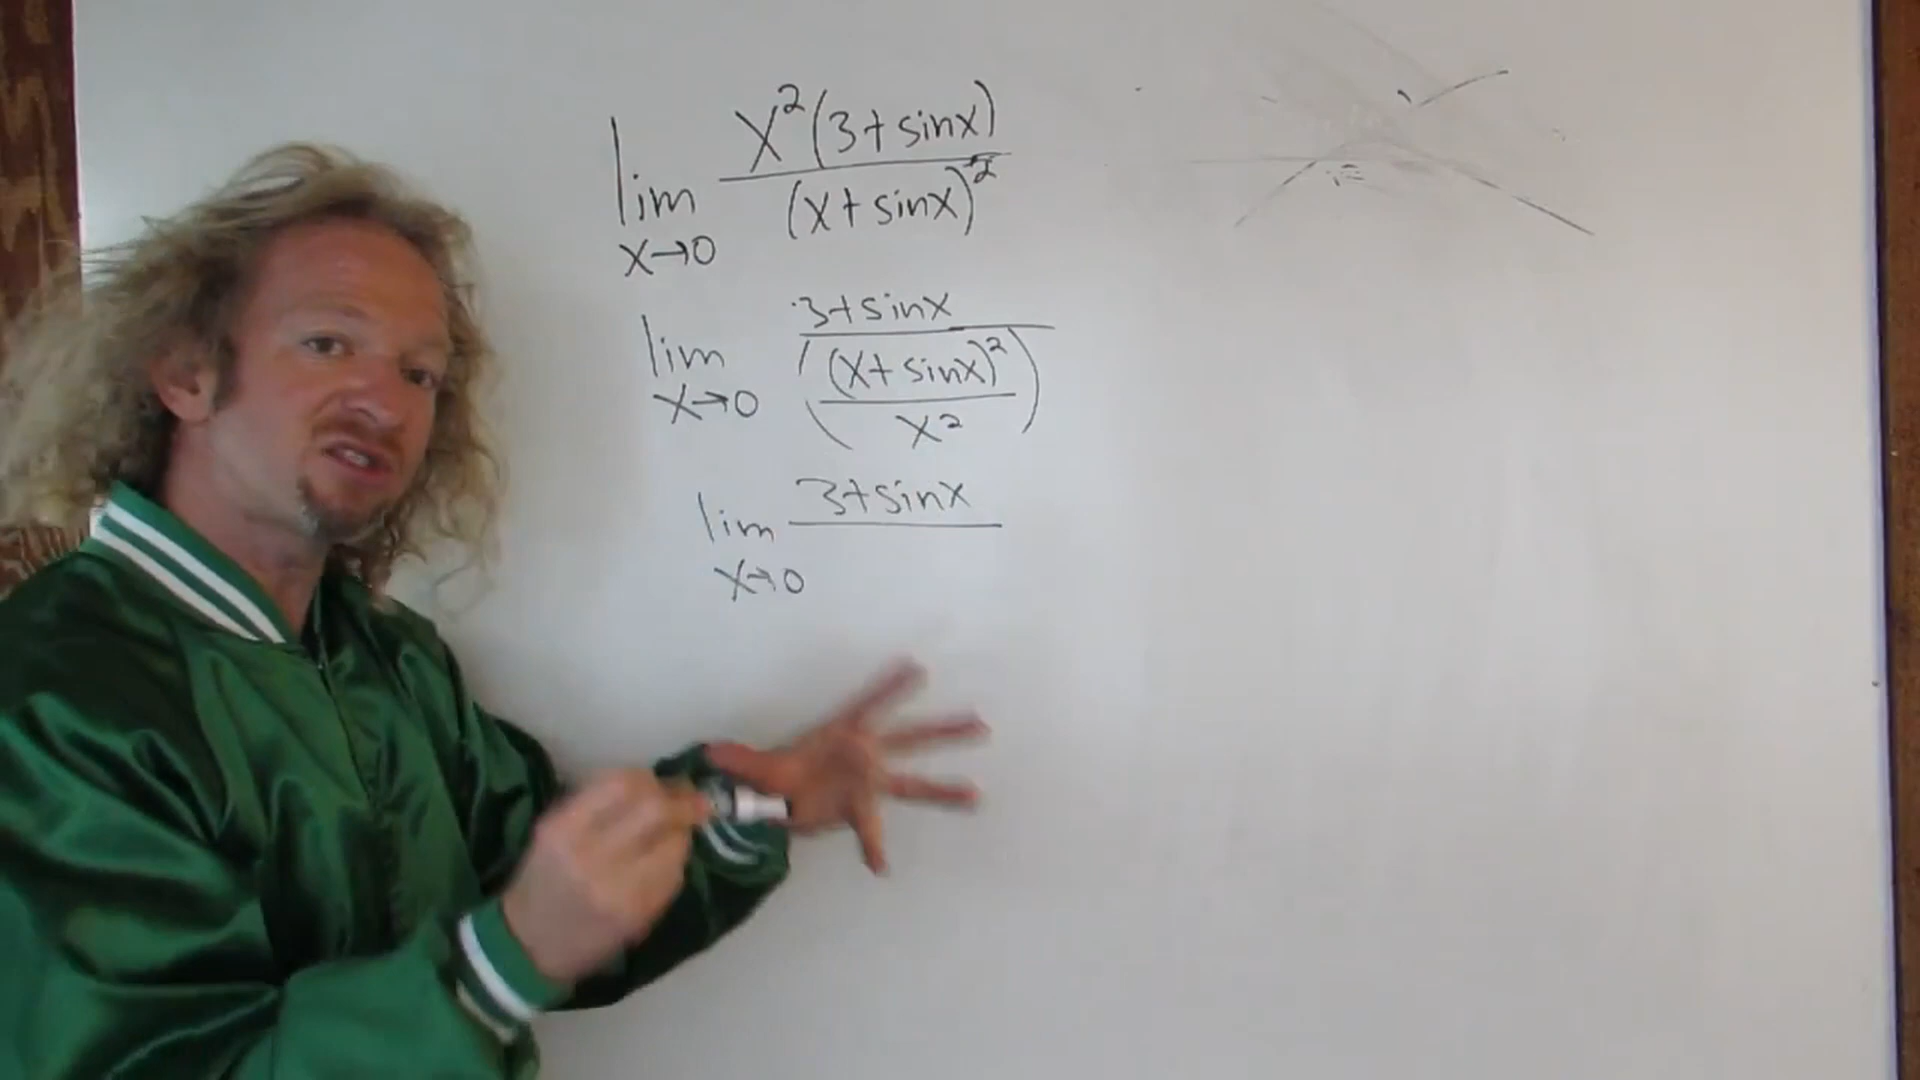 lim x→0 x²(3+sinx) / (x+sinx)²
lim x→0 3+sinx / ((x+sinx)² / x²)
lim x→0 3+sinx